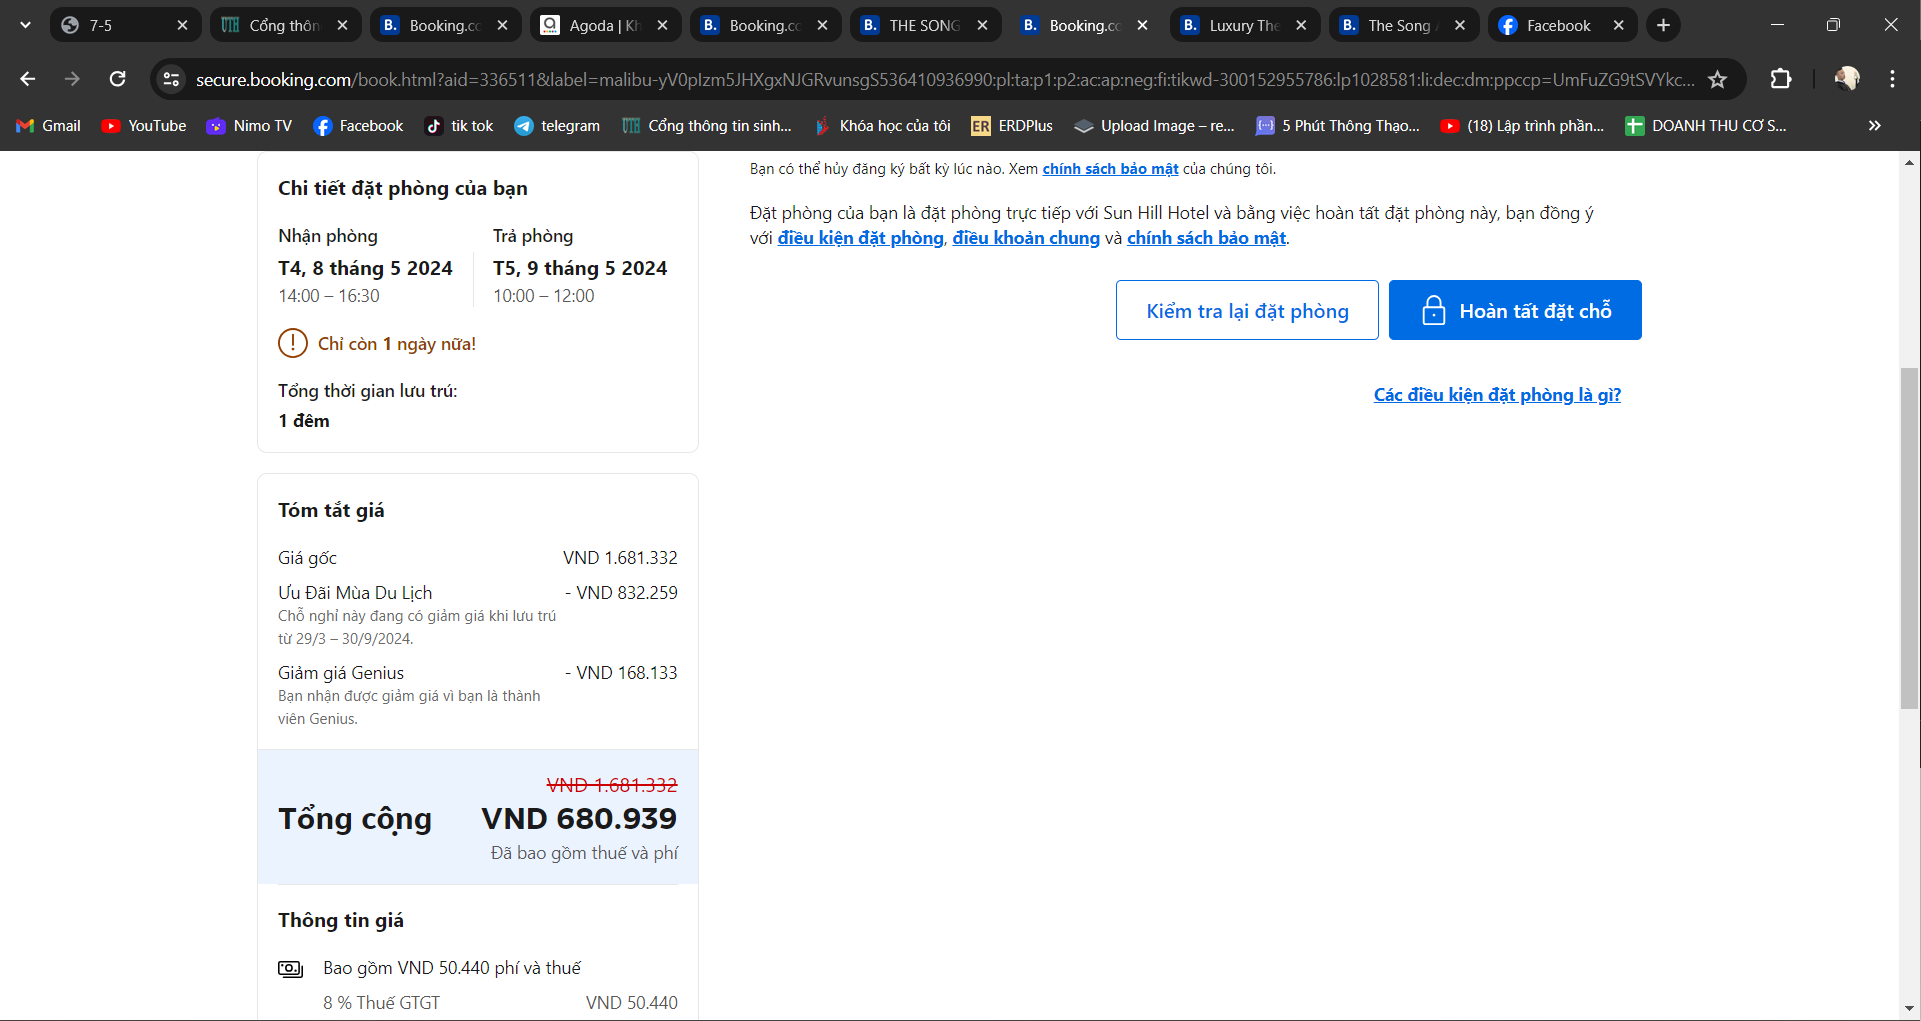 7-5
Cổng thôn
Booking.co
Agoda | Kh
Booking.co
THE SONG
Booking.co
Luxury The
The Song
Facebook
secure.booking.com/book.html?aid=336511&label=malibu-yV0pIzm5JHXgxNJGRvunsgS536410936990:pl:ta:p1:p2:ac:ap:neg:fi:tikwd-300152955786:lp1028581:li:dec:dm:ppccp=UmFuZG9tSVYkc...
Gmail
YouTube
Nimo TV
Facebook
tik tok
telegram
Cổng thông tin sinh...
Khóa học của tôi
ER ERDPlus
Upload Image – re...
5 Phút Thông Thạo...
(18) Lập trình phần...
DOANH THU CƠ S...
Chi tiết đặt phòng của bạn
Nhận phòng
T4, 8 tháng 5 2024
14:00 – 16:30
Trả phòng
T5, 9 tháng 5 2024
10:00 – 12:00
Chỉ còn 1 ngày nữa!
Tổng thời gian lưu trú:
1 đêm
Tóm tắt giá
Giá gốc VND 1.681.332
Ưu Đãi Mùa Du Lịch - VND 832.259
Chỗ nghỉ này đang có giảm giá khi lưu trú
từ 29/3 – 30/9/2024.
Giảm giá Genius - VND 168.133
Bạn nhận được giảm giá vì bạn là thành
viên Genius.
VND 1.681.332
Tổng cộng VND 680.939
Đã bao gồm thuế và phí
Thông tin giá
Bao gồm VND 50.440 phí và thuế
8 % Thuế GTGT VND 50.440
Bạn có thể hủy đăng ký bất kỳ lúc nào. Xem chính sách bảo mật của chúng tôi.
Đặt phòng của bạn là đặt phòng trực tiếp với Sun Hill Hotel và bằng việc hoàn tất đặt phòng này, bạn đồng ý
với điều kiện đặt phòng, điều khoản chung và chính sách bảo mật.
Kiểm tra lại đặt phòng
Hoàn tất đặt chỗ
Các điều kiện đặt phòng là gì?